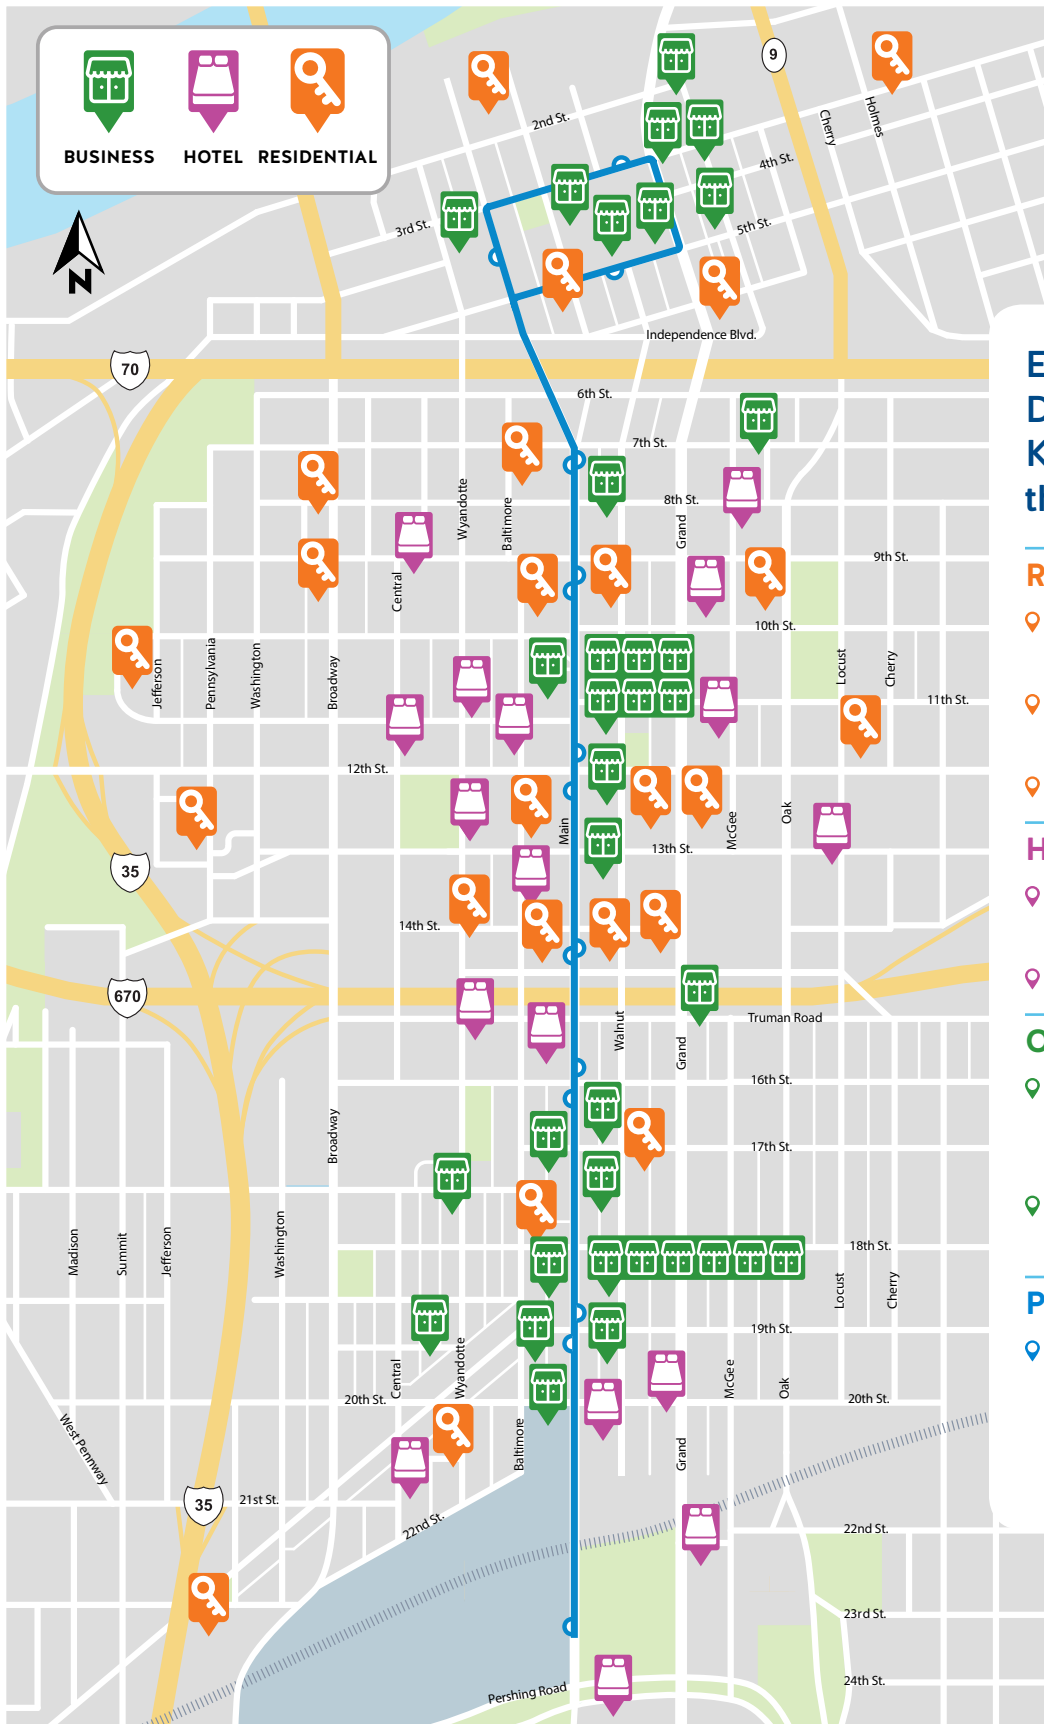 BUSINESS HOTEL RESIDENTIAL
N
9
Cherry
Holmes
2nd St.
4th St.
3rd St.
5th St.
Independence Blvd.
70
6th St.
7th St.
Wyandotte
Baltimore
8th St.
Grand
9th St.
Central
10th St.
Jefferson
Pennsylvania
Washington
Broadway
Locust
Cherry
11th St.
12th St.
Main
McGee
Oak
13th St.
35
14th St.
670
Truman Road
Walnut
Grand
16th St.
Broadway
17th St.
Madison
Summit
Jefferson
Washington
18th St.
Locust
Cherry
19th St.
Central
Wyandotte
McGee
Oak
20th St.
20th St.
West Pennway
Baltimore
Grand
35
21st St.
22nd St.
22nd St.
23rd St.
24th St.
Pershing Road
E
D
K
th
R
H
O
P